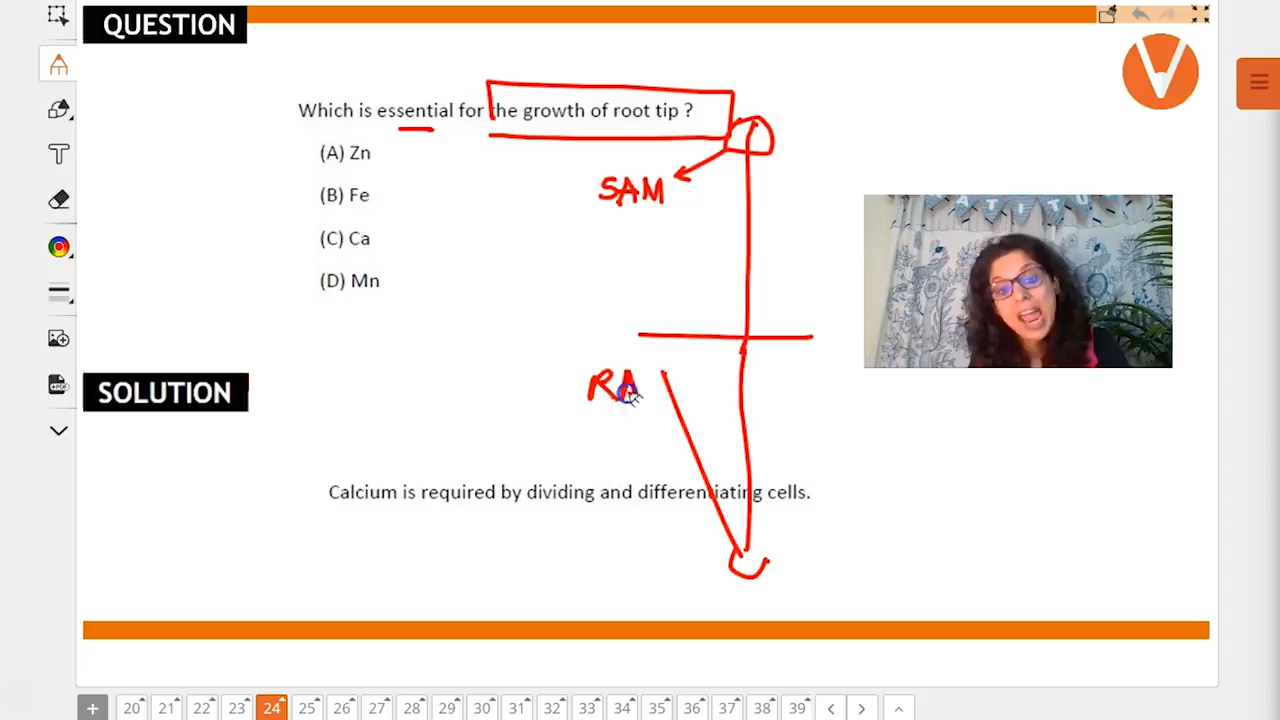 QUESTION
Which is essential for the growth of root tip ?
(A) Zn
(B) Fe
(C) Ca
(D) Mn
SAM
RA
SOLUTION
Calcium is required by dividing and differentiating cells.
20 21 22 23 24 25 26 27 28 29 30 31 32 33 34 35 36 37 38 39